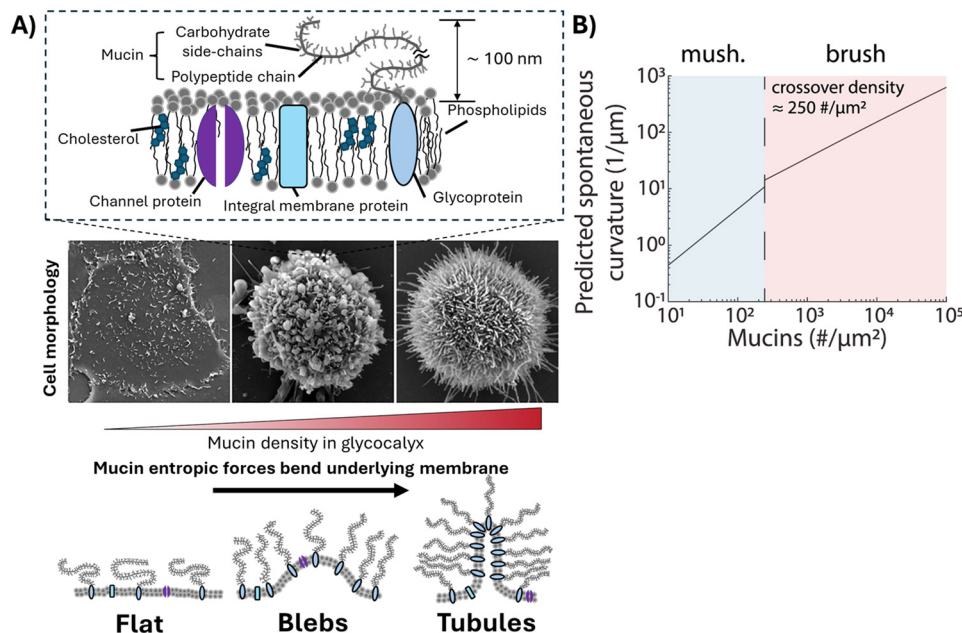 A)
Mucin
Carbohydrate
side-chains
Polypeptide chain
~ 100 nm
Phospholipids
Cholesterol
Channel protein
Integral membrane protein
Glycoprotein
Cell morphology
Mucin density in glycocalyx
Mucin entropic forces bend underlying membrane
Flat
Blebs
Tubules
B)
mush.
brush
crossover density
≈ 250 #/μm²
Predicted spontaneous
curvature (1/μm)
10³
10²
10¹
10⁰
10⁻¹
10¹
10²
10³
10⁴
10⁵
Mucins (#/μm²)